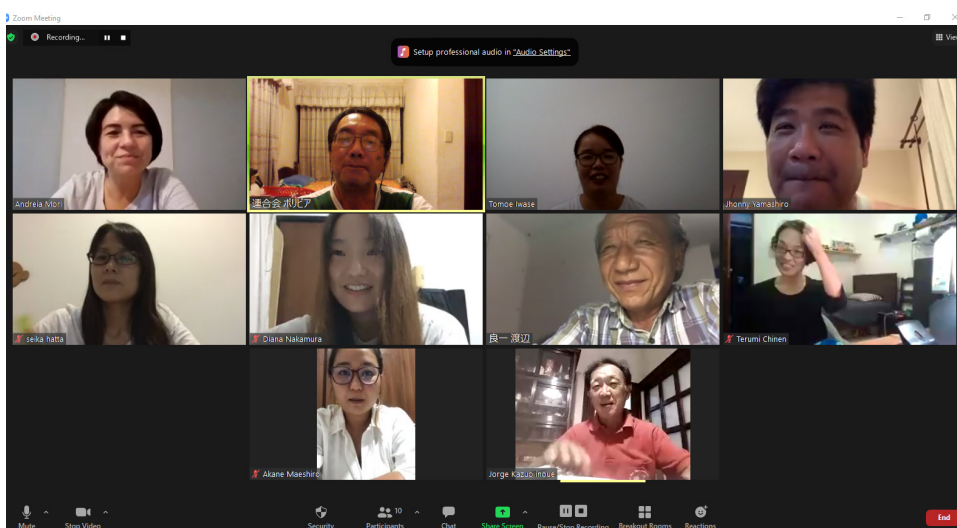 Zoom Meeting
Recording...
View
Setup professional audio in "Audio Settings"
Andreia Mori
連合会 ボリビア
Tomoe Iwase
Jhonny Yamashiro
seika hatta
Diana Nakamura
良一 渡辺
Terumi Chinen
Akane Maeshiro
Jorge Kazuo Inoue
10
Mute
Stop Video
Security
Participants
Chat
Share Screen
Pause/Stop Recording
Breakout Rooms
Reactions
End